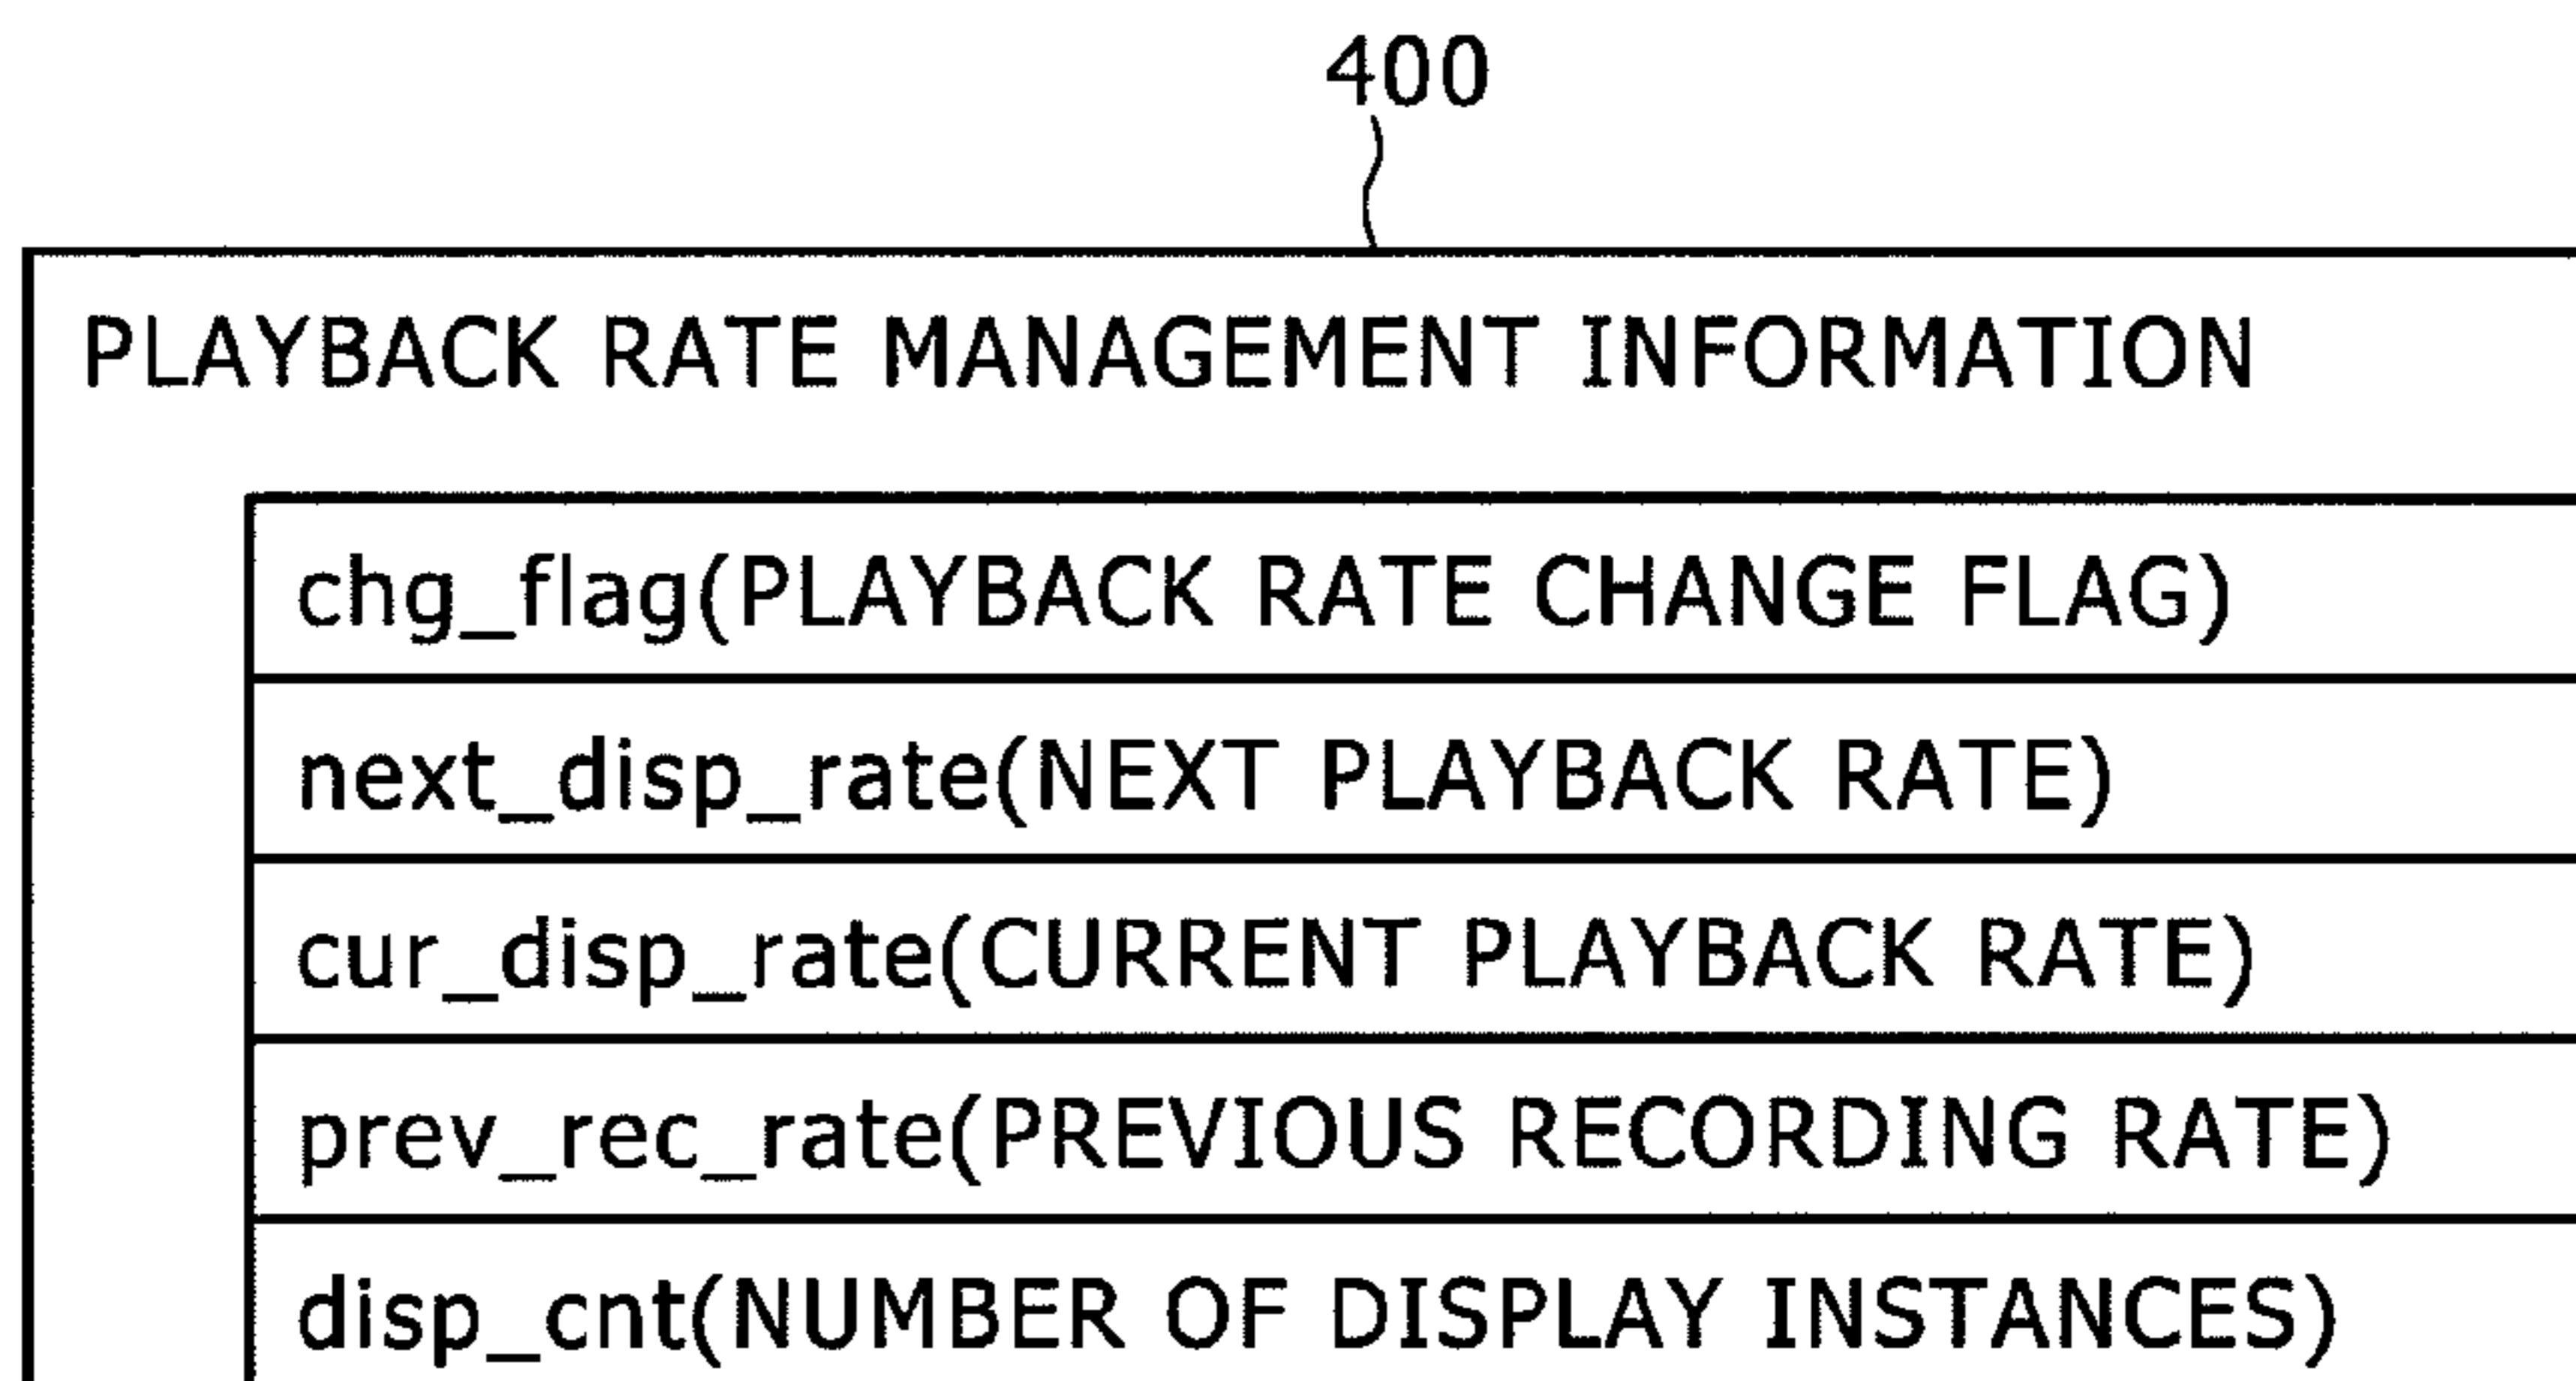 400
PLAYBACK RATE MANAGEMENT INFORMATION
chg_flag(PLAYBACK RATE CHANGE FLAG)
next_disp_rate(NEXT PLAYBACK RATE)
cur_disp_rate(CURRENT PLAYBACK RATE)
prev_rec_rate(PREVIOUS RECORDING RATE)
disp_cnt(NUMBER OF DISPLAY INSTANCES)